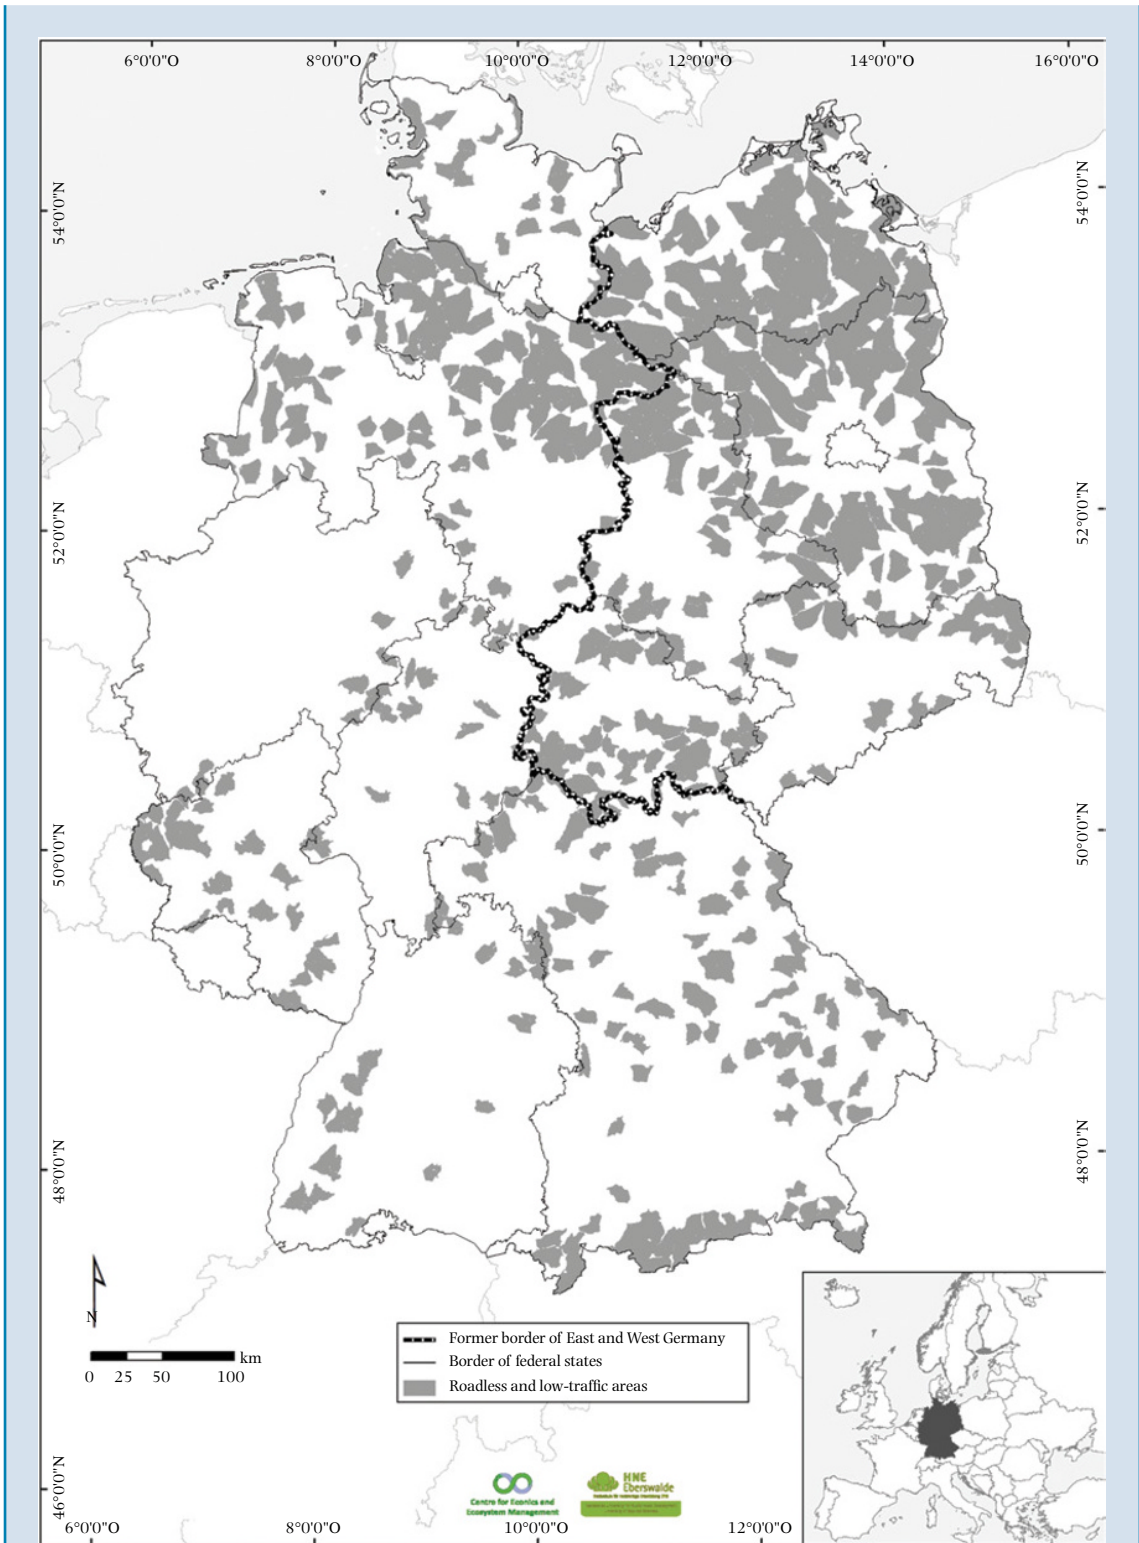 6°0'0"O 8°0'0"O 10°0'0"O 12°0'0"O 14°0'0"O 16°0'0"O
54°0'0"N
54°0'0"N
52°0'0"N
52°0'0"N
50°0'0"N
50°0'0"N
48°0'0"N
48°0'0"N
46°0'0"N
N
km
0 25 50 100
Former border of East and West Germany
Border of federal states
Roadless and low-traffic areas
Centre for Econics and
Ecosystem Management
HNE
Eberswalde
6°0'0"O 8°0'0"O 10°0'0"O 12°0'0"O